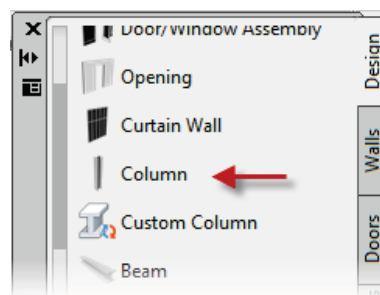 Door/Window Assembly
Opening
Curtain Wall
Column
Custom Column
Beam
Design
Walls
Doors